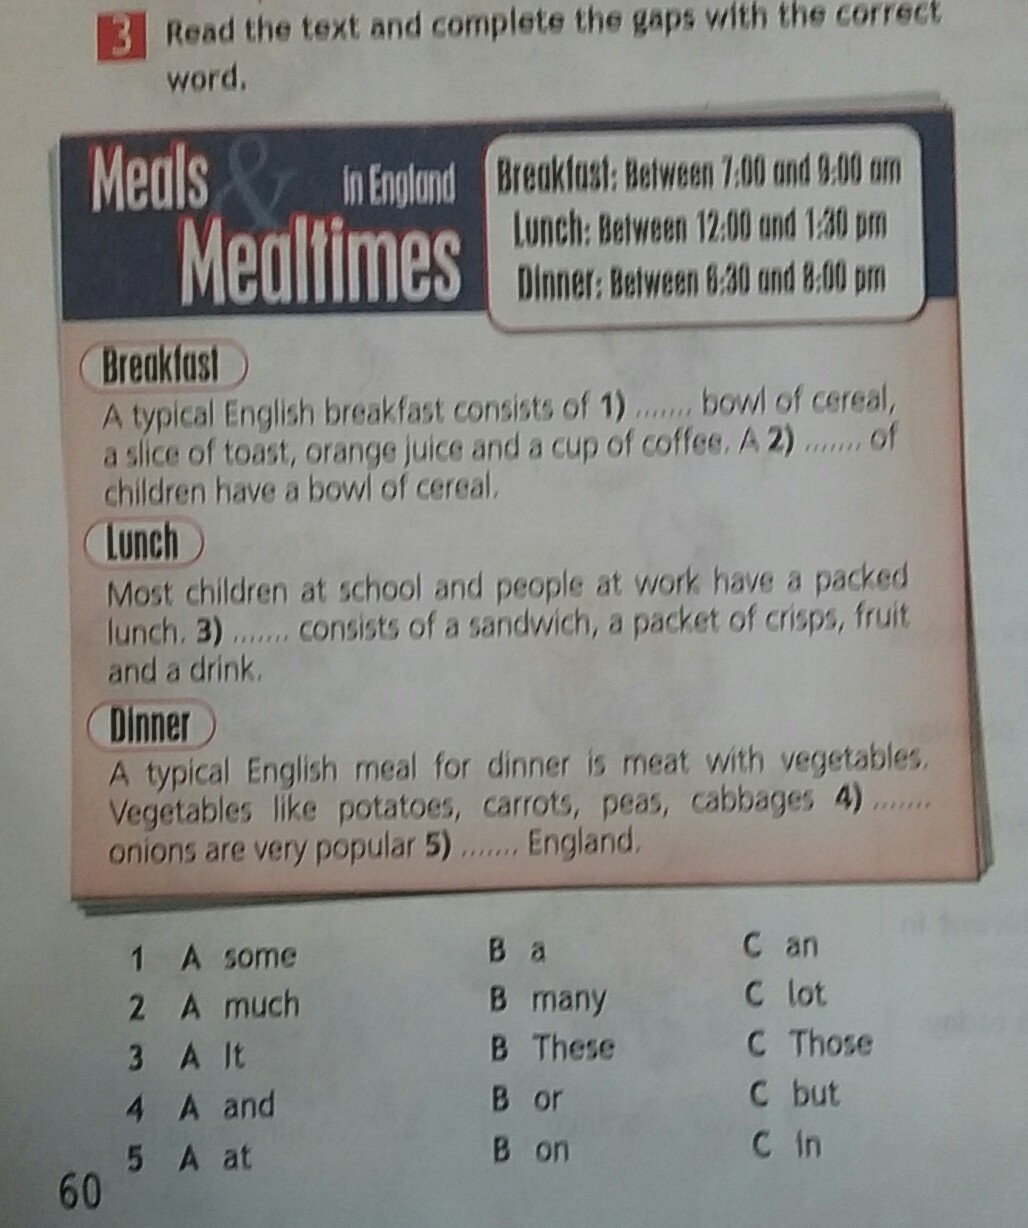 3 Read the text and complete the gaps with the correct
word.
Meals & in England
Mealtimes
Breakfast: Between 7:00 and 9:00 am
Lunch: Between 12:00 and 1:30 pm
Dinner: Between 6:30 and 8:00 pm
Breakfast
A typical English breakfast consists of 1) ....... bowl of cereal,
a slice of toast, orange juice and a cup of coffee. A 2) ....... of
children have a bowl of cereal.
Lunch
Most children at school and people at work have a packed
lunch. 3) ....... consists of a sandwich, a packet of crisps, fruit
and a drink.
Dinner
A typical English meal for dinner is meat with vegetables.
Vegetables like potatoes, carrots, peas, cabbages 4) .......
onions are very popular 5) ....... England.
1 A some B a C an
2 A much B many C lot
3 A It B These C Those
4 A and B or C but
5 A at B on C in
60